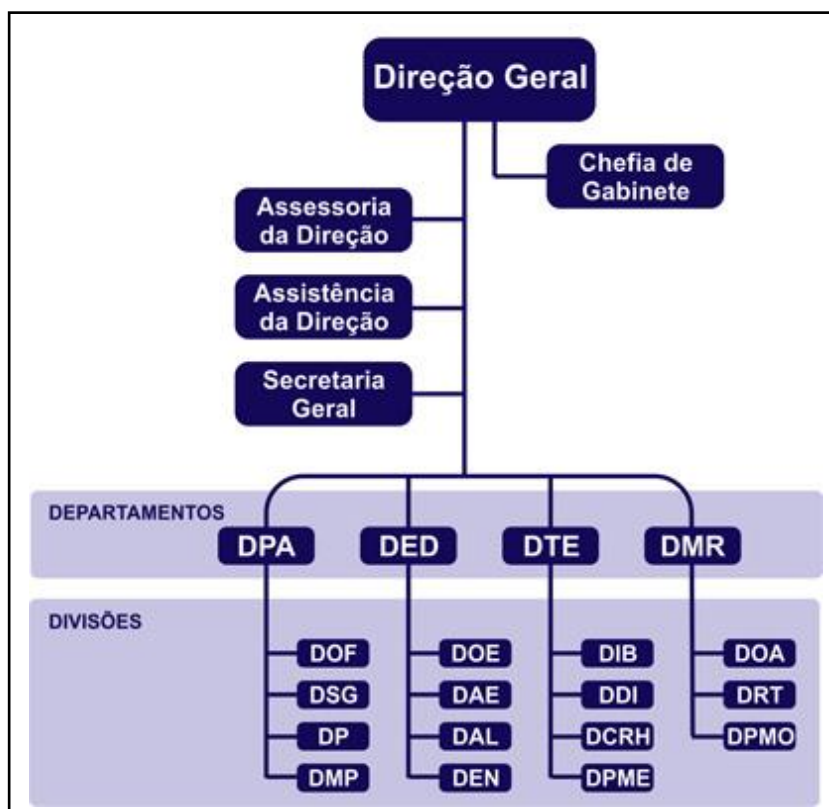 Direção Geral
Chefia de
Gabinete
Assessoria
da Direção
Assistência
da Direção
Secretaria
Geral
DEPARTAMENTOS
DPA DED DTE DMR
DIVISÕES
DOF DOE DIB DOA
DSG DAE DDI DRT
DP DAL DCRH DPMO
DMP DEN DPME